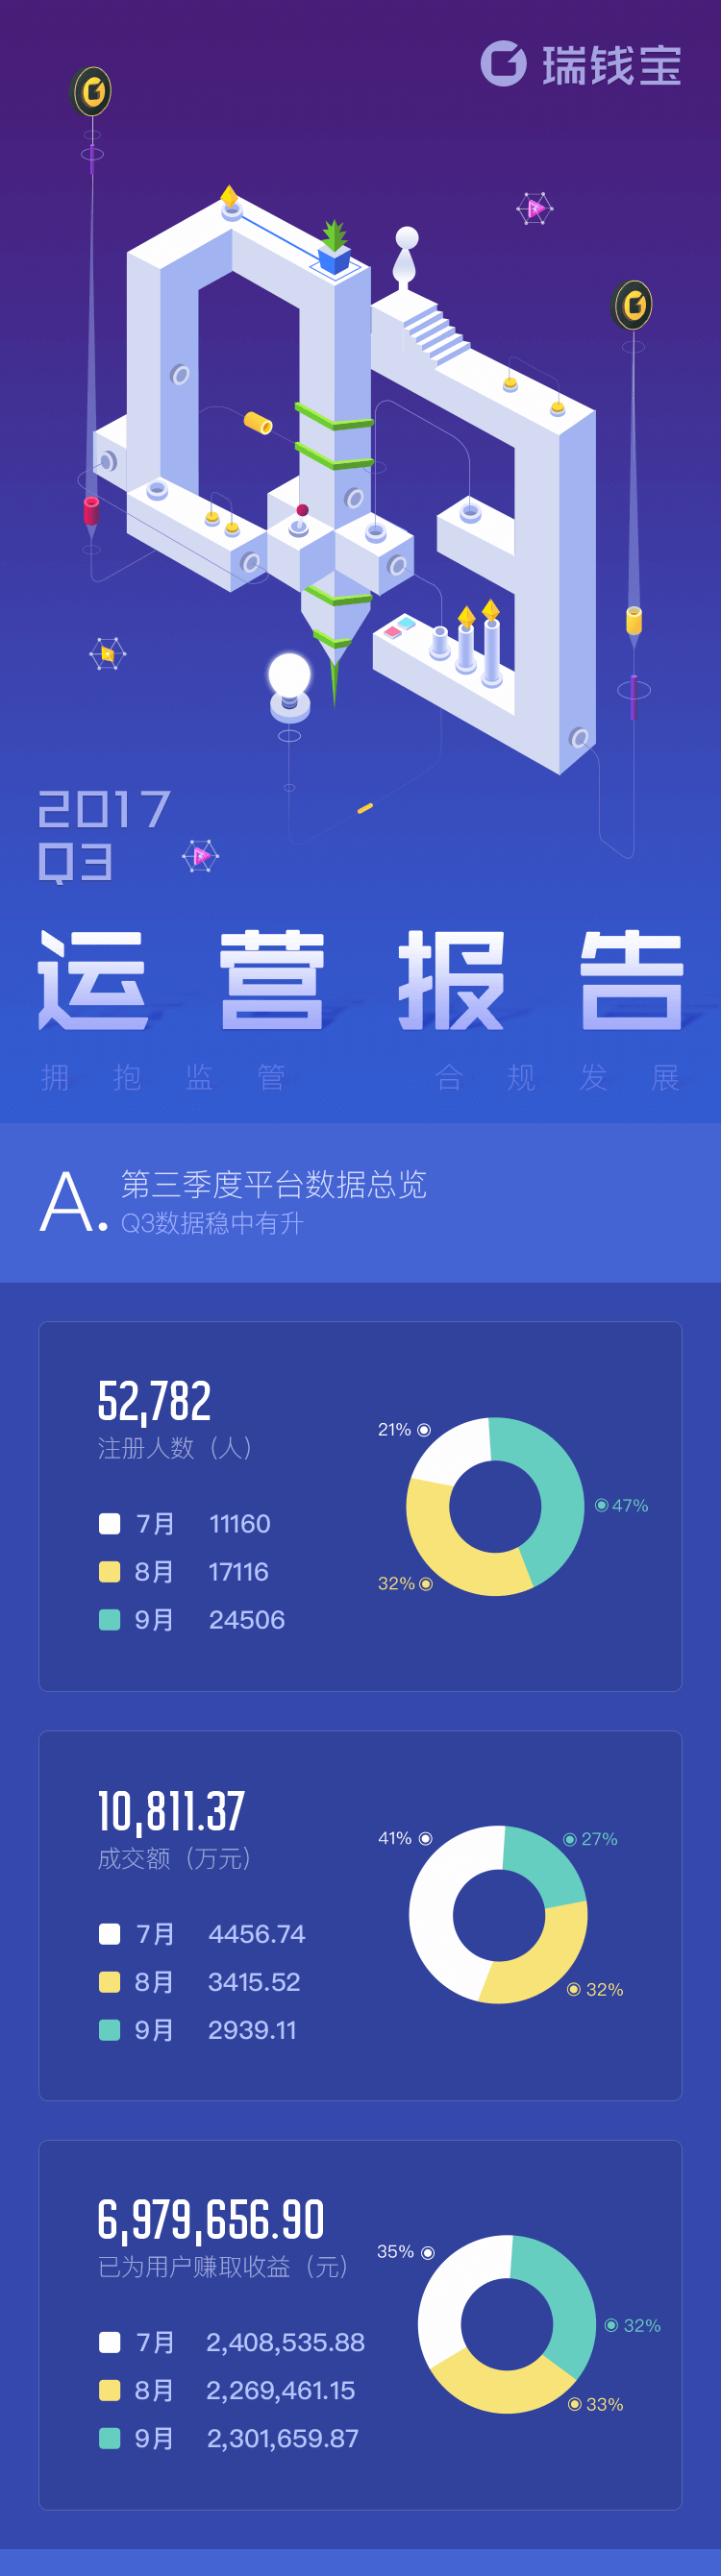 瑞钱宝
2017
Q3
运营报告
拥抱监管 合规发展
A.
第三季度平台数据总览
Q3数据稳中有升
52,782
注册人数（人）
7月 11160
8月 17116
9月 24506
21%
47%
32%
10,811.37
成交额（万元）
7月 4456.74
8月 3415.52
9月 2939.11
41%
27%
32%
6,979,656.90
已为用户赚取收益（元）
7月 2,408,535.88
8月 2,269,461.15
9月 2,301,659.87
35%
32%
33%